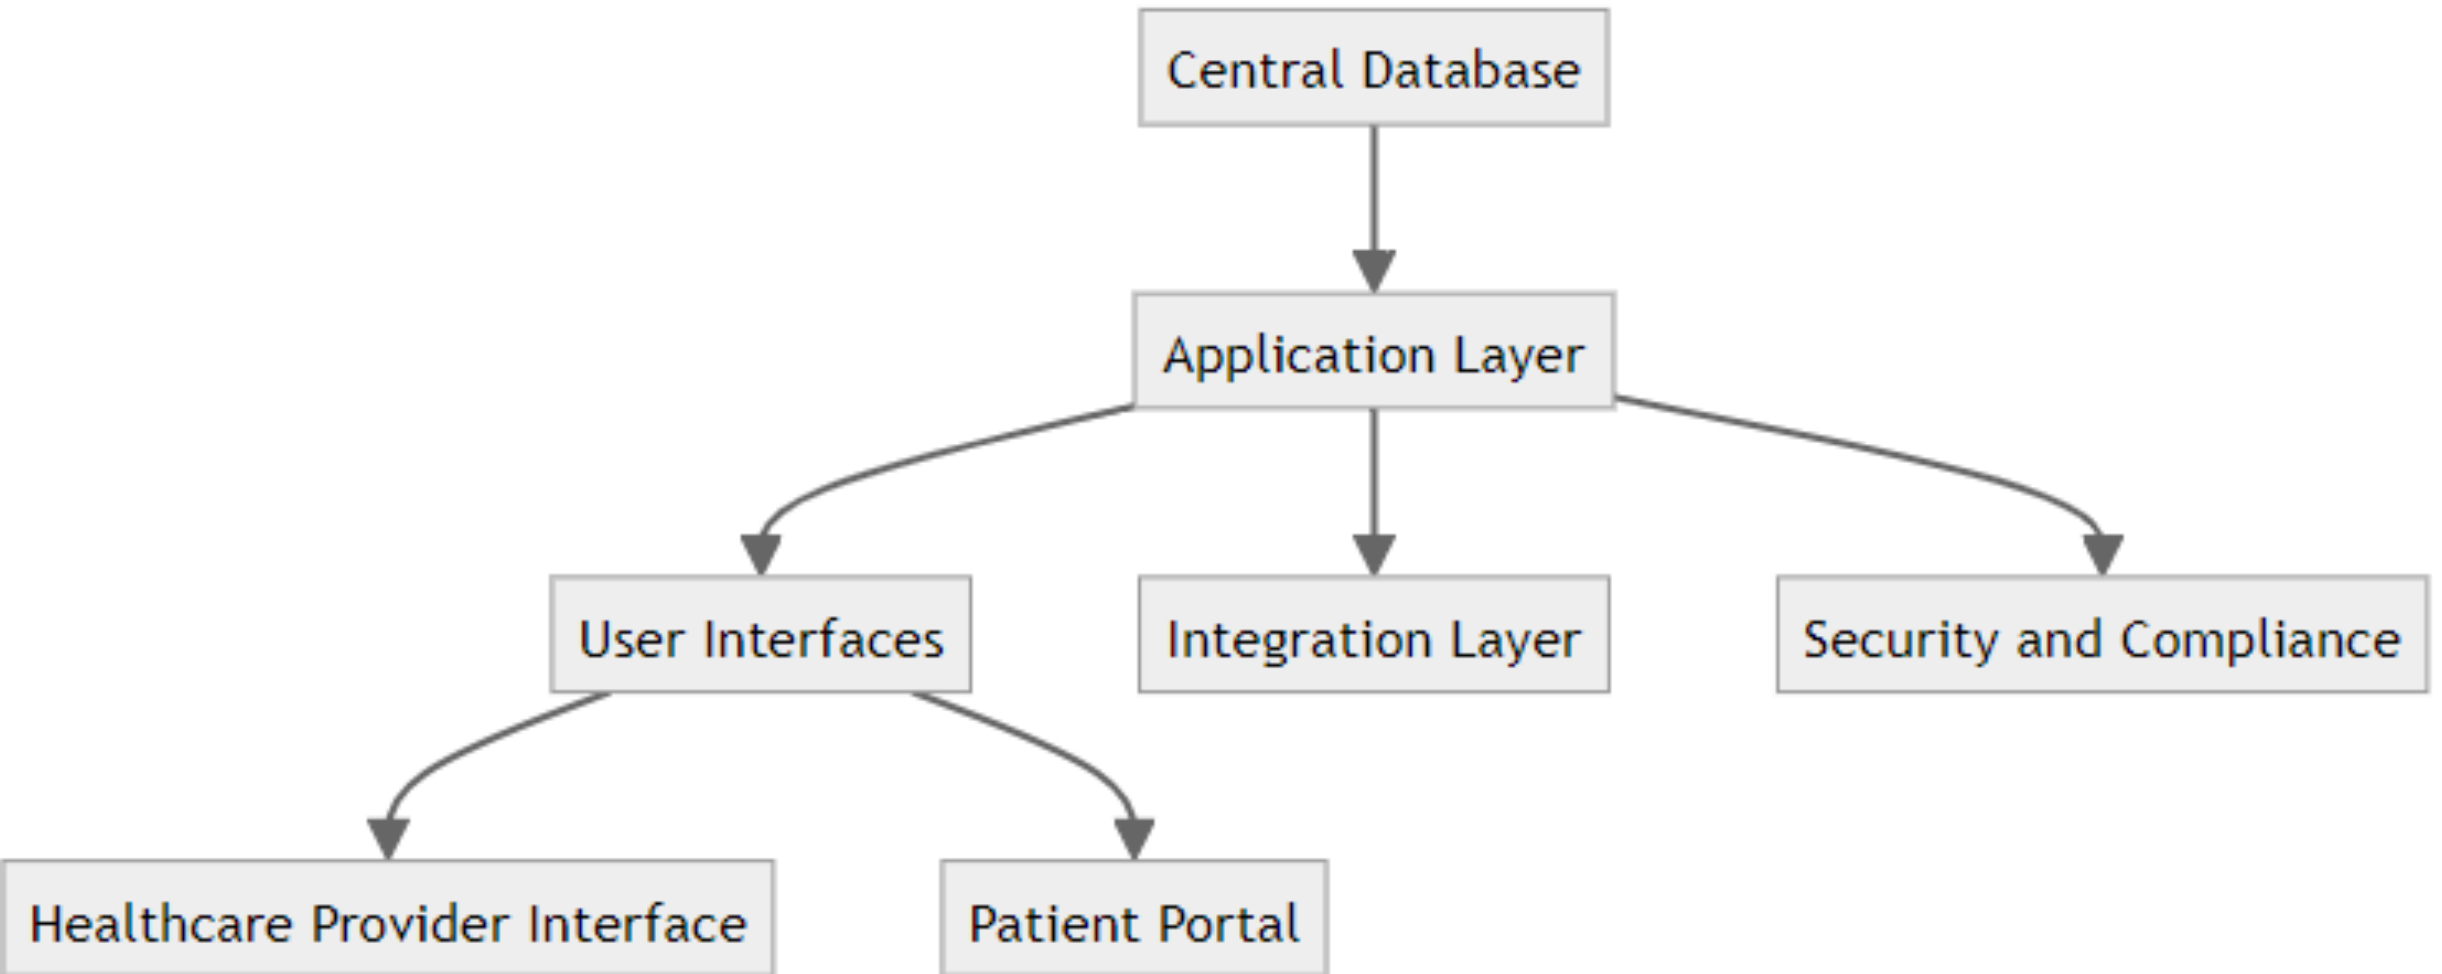 Central Database
Application Layer
User Interfaces
Integration Layer
Security and Compliance
Healthcare Provider Interface
Patient Portal